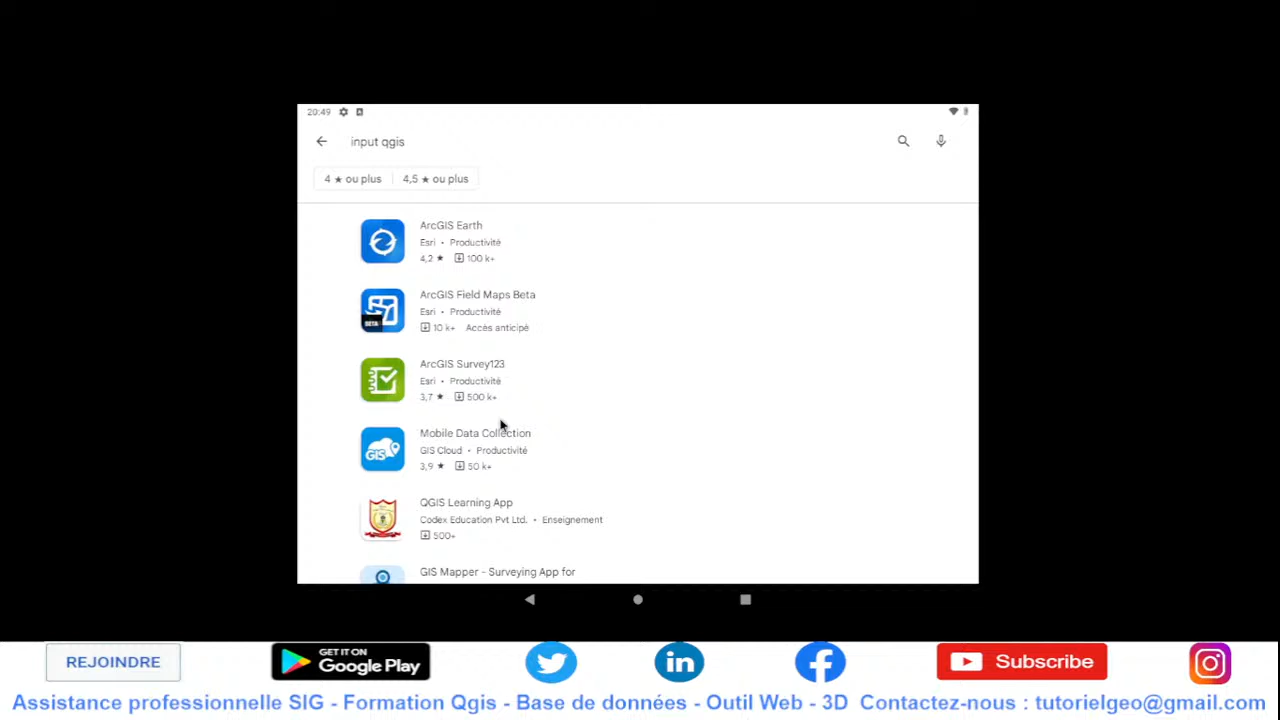 20:49
input qgis
4 ★ ou plus
4,5 ★ ou plus
ArcGIS Earth
Esri • Productivité
4,2 ★ 100 k+
ArcGIS Field Maps Beta
Esri • Productivité
BETA
10 k+ Accès anticipé
ArcGIS Survey123
Esri • Productivité
3,7 ★ 500 k+
Mobile Data Collection
GIS Cloud • Productivité
GIS
3,9 ★ 50 k+
QGIS Learning App
Codex Education Pvt Ltd. • Enseignement
500+
GIS Mapper - Surveying App for
REJOINDRE
GET IT ON
Google Play
in
Subscribe
Assistance professionnelle SIG - Formation Qgis - Base de données - Outil Web - 3D Contactez-nous : tutorielgeo@gmail.com